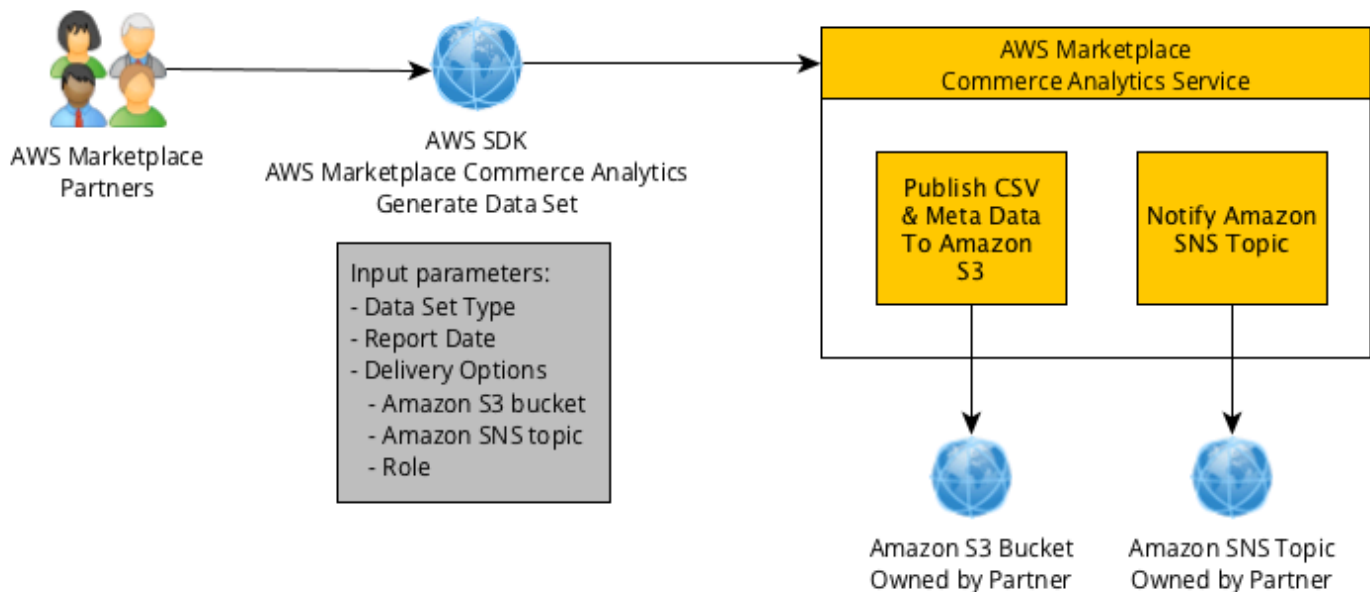 AWS Marketplace
Partners
AWS SDK
AWS Marketplace Commerce Analytics
Generate Data Set
Input parameters:
- Data Set Type
- Report Date
- Delivery Options
- Amazon S3 bucket
- Amazon SNS topic
- Role
AWS Marketplace
Commerce Analytics Service
Publish CSV
& Meta Data
To Amazon
S3
Notify Amazon
SNS Topic
Amazon S3 Bucket
Owned by Partner
Amazon SNS Topic
Owned by Partner